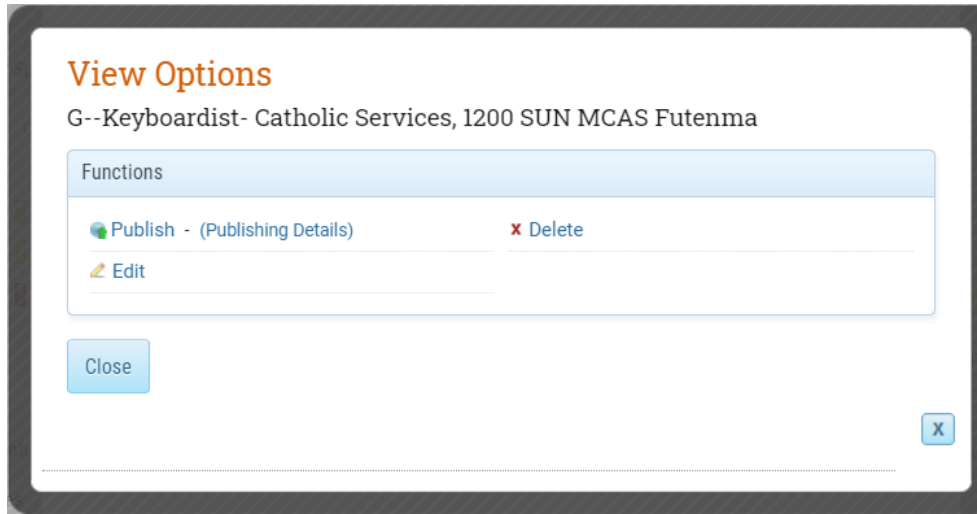 View Options
G--Keyboardist- Catholic Services, 1200 SUN MCAS Futenma
Functions
Publish - (Publishing Details)
x Delete
Edit
Close
X